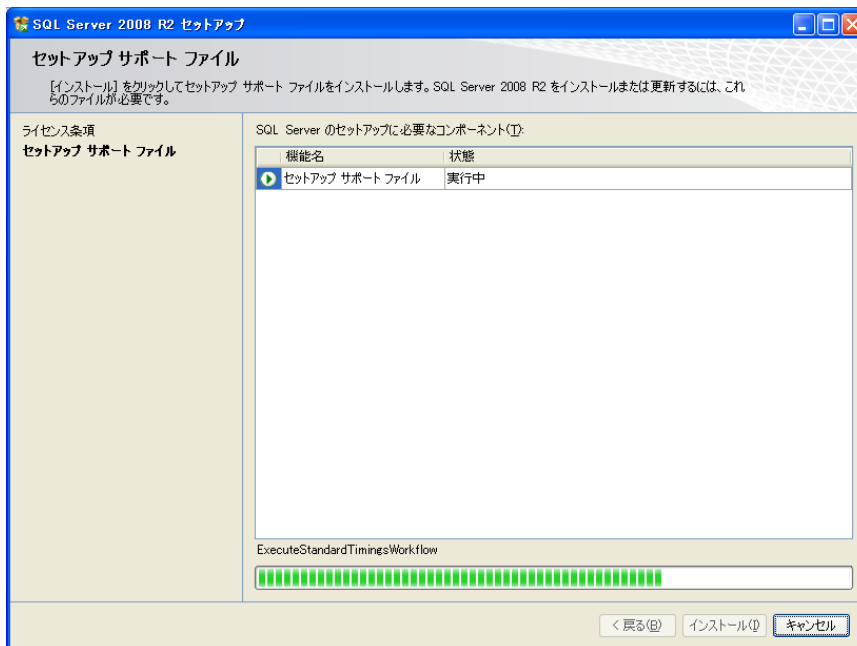 SQL Server 2008 R2 セットアップ
セットアップ サポート ファイル
[インストール] をクリックしてセットアップ サポート ファイルをインストールします。SQL Server 2008 R2 をインストールまたは更新するには、これ
らのファイルが必要です。
ライセンス条項
セットアップ サポート ファイル
SQL Server のセットアップに必要なコンポーネント(T):
機能名 状態
セットアップ サポート ファイル 実行中
ExecuteStandardTimingsWorkflow
< 戻る(B) インストール(I) キャンセル